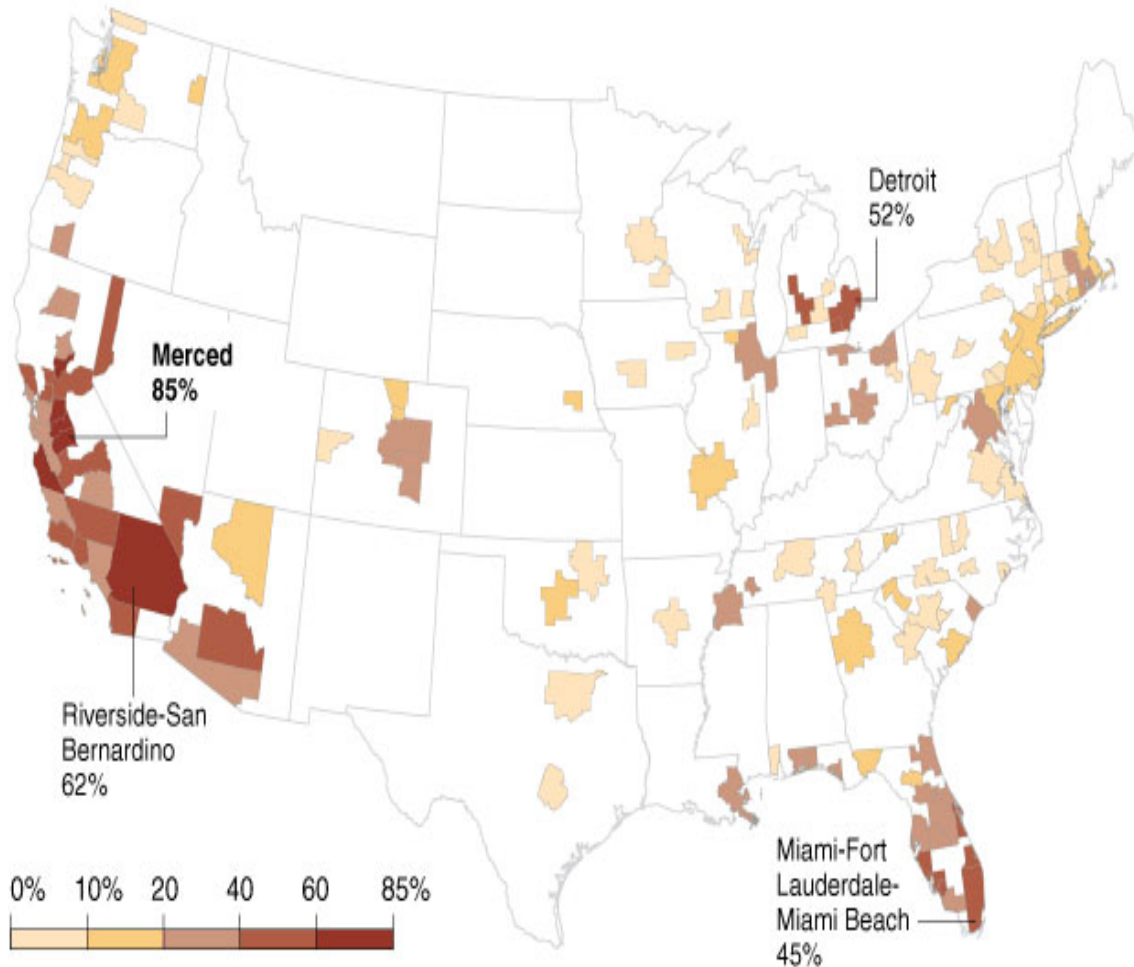 Detroit
52%
Merced
85%
Riverside-San
Bernardino
62%
0% 10% 20 40 60 85%
Miami-Fort
Lauderdale-
Miami Beach
45%